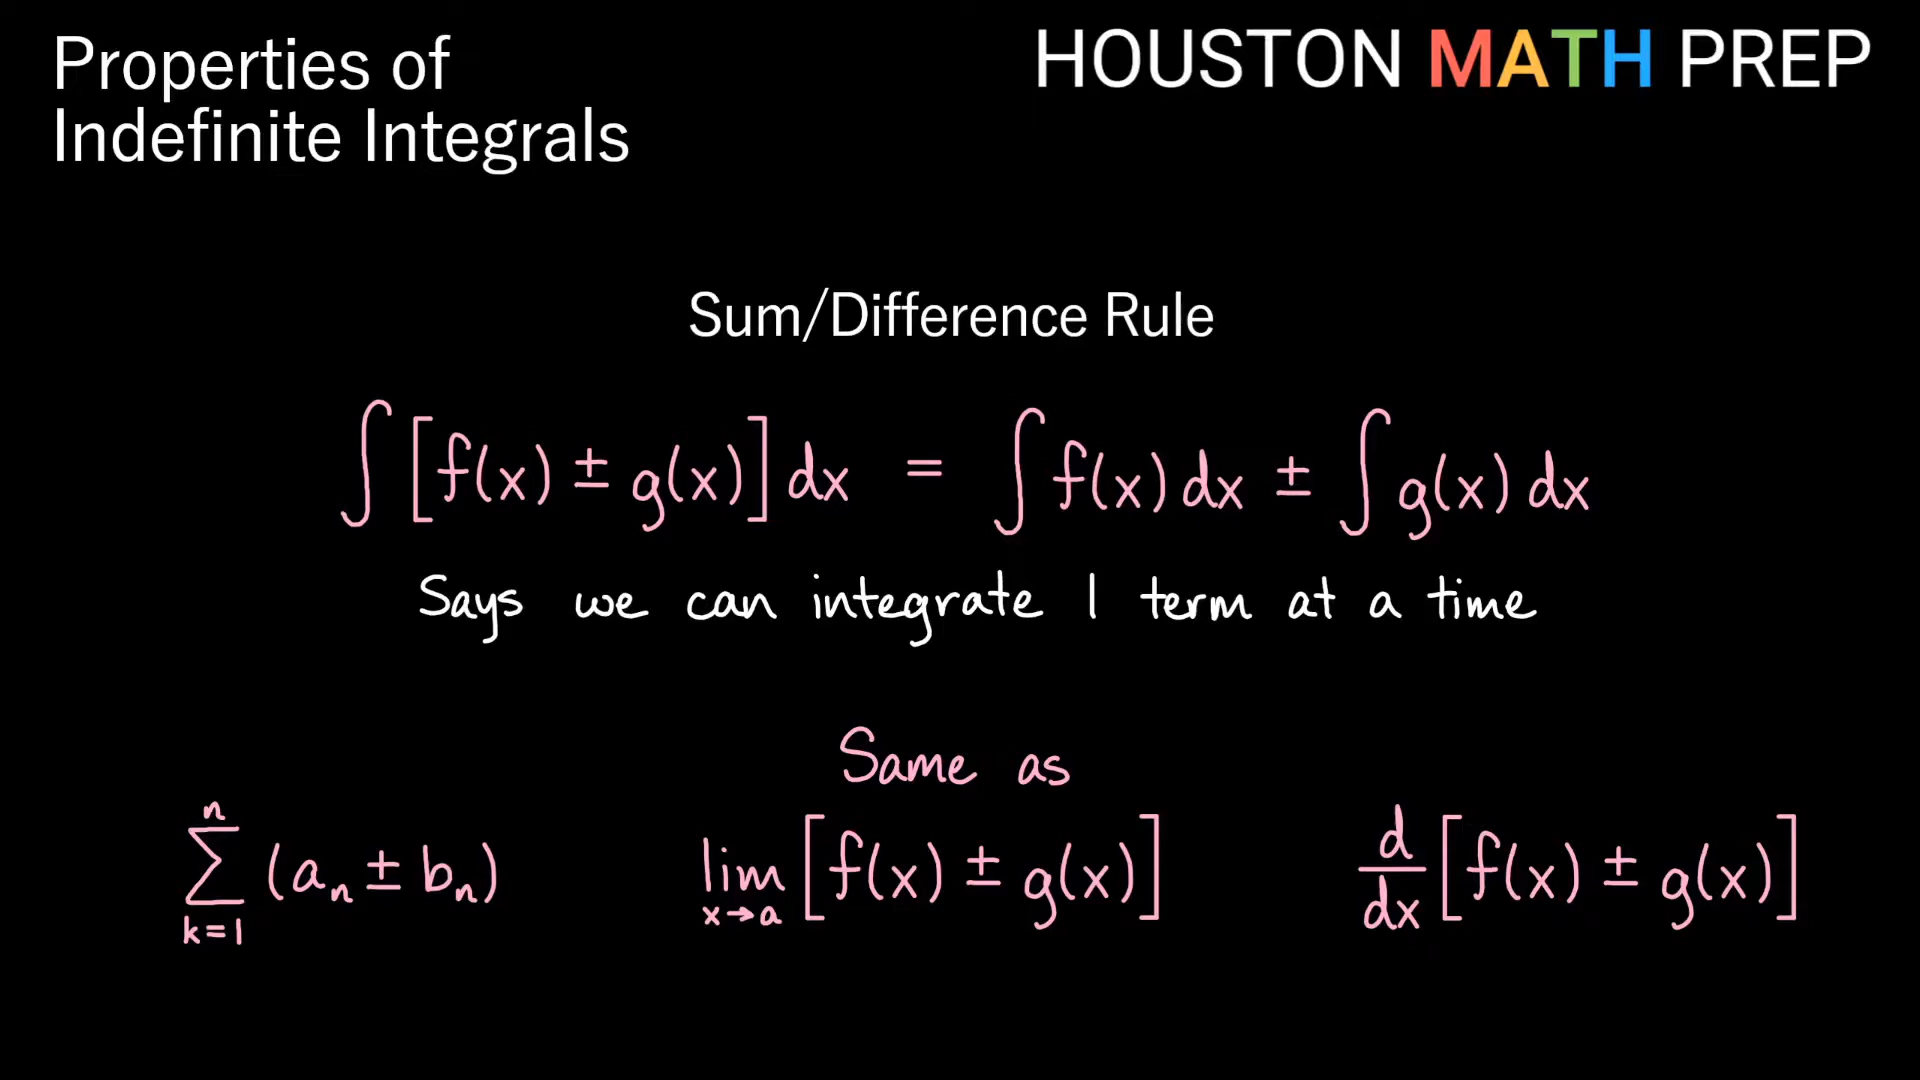 Properties of
Indefinite Integrals
HOUSTON MATH PREP
Sum/Difference Rule
∫ [f(x) ± g(x)] dx = ∫ f(x) dx ± ∫ g(x) dx
Says we can integrate 1 term at a time
Same as
∑_{k=1}^{n} (aₙ ± bₙ)
lim_{x→a} [f(x) ± g(x)]
d/dx [f(x) ± g(x)]